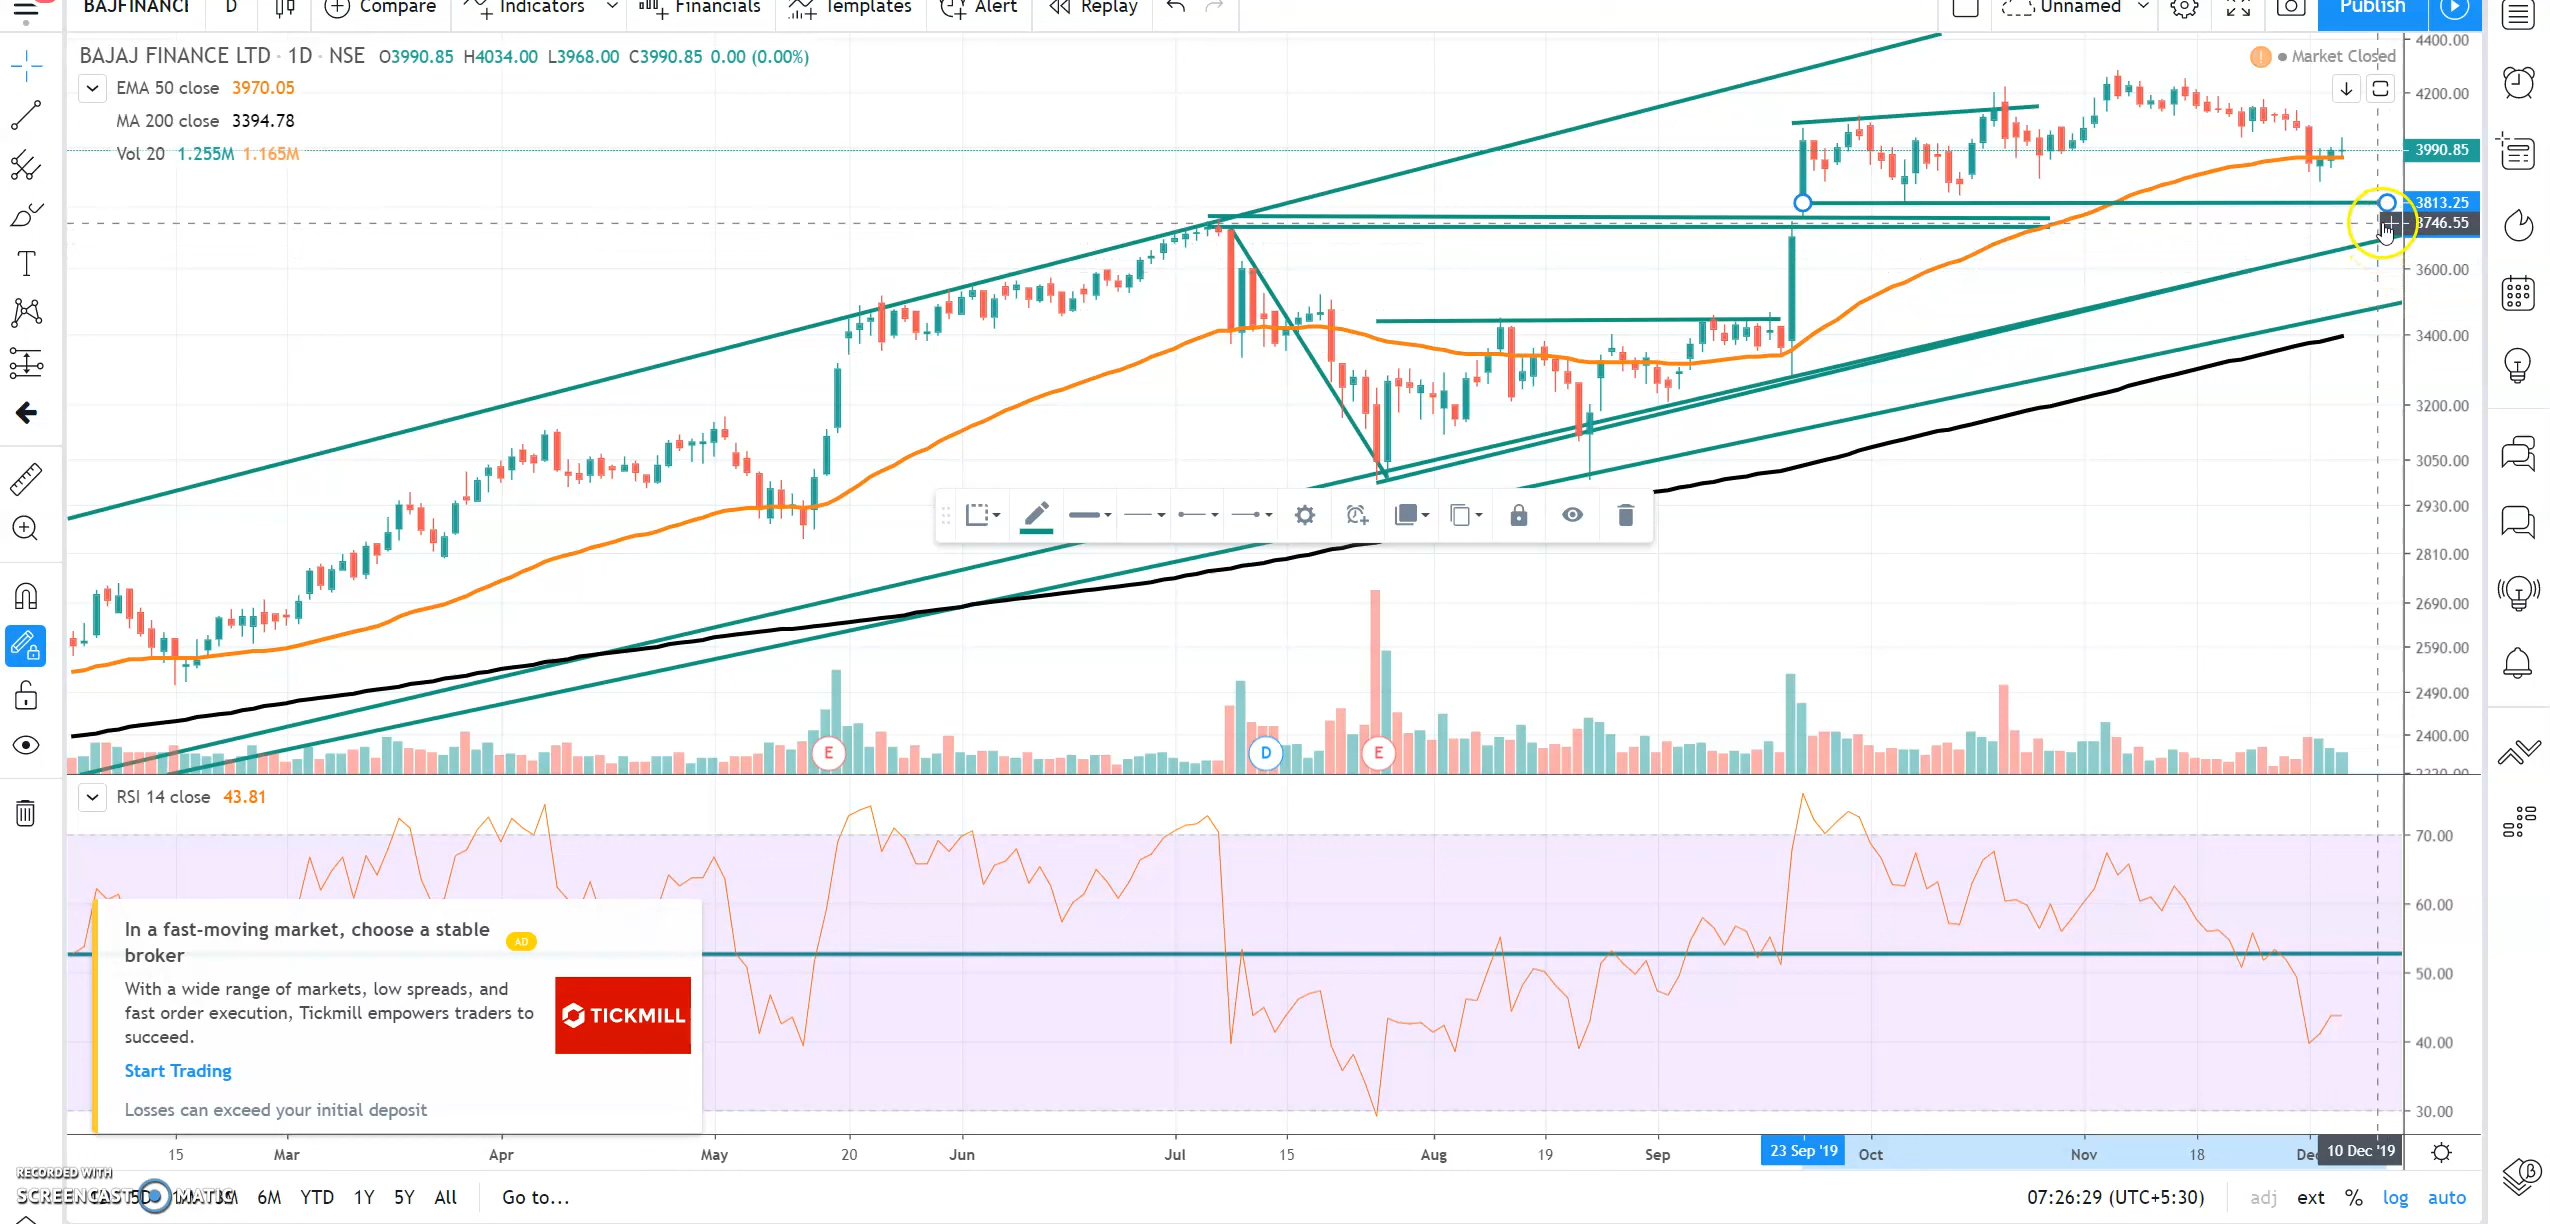 BAJFINANCE D Compare Indicators Financials Templates Alert Replay Unnamed Publish
BAJAJ FINANCE LTD · 1D · NSE O3990.85 H4034.00 L3968.00 C3990.85 0.00 (0.00%)
Market Closed
EMA 50 close 3970.05
MA 200 close 3394.78
Vol 20 1.255M 1.165M
4400.00
4200.00
3990.85
3813.25
3746.55
3600.00
3400.00
3200.00
3050.00
2930.00
2810.00
2690.00
2590.00
2490.00
2400.00
E D E
RSI 14 close 43.81
70.00
60.00
50.00
40.00
30.00
In a fast-moving market, choose a stable
broker
AD
With a wide range of markets, low spreads, and
fast order execution, Tickmill empowers traders to
succeed.
TICKMILL
Start Trading
Losses can exceed your initial deposit
15 Mar Apr May 20 Jun Jul 15 Aug 19 Sep 23 Sep '19 Oct Nov 18 10 Dec '19
RECORDED WITH
SCREENCAST MATIC
6M YTD 1Y 5Y All Go to... 07:26:29 (UTC+5:30) adj ext % log auto